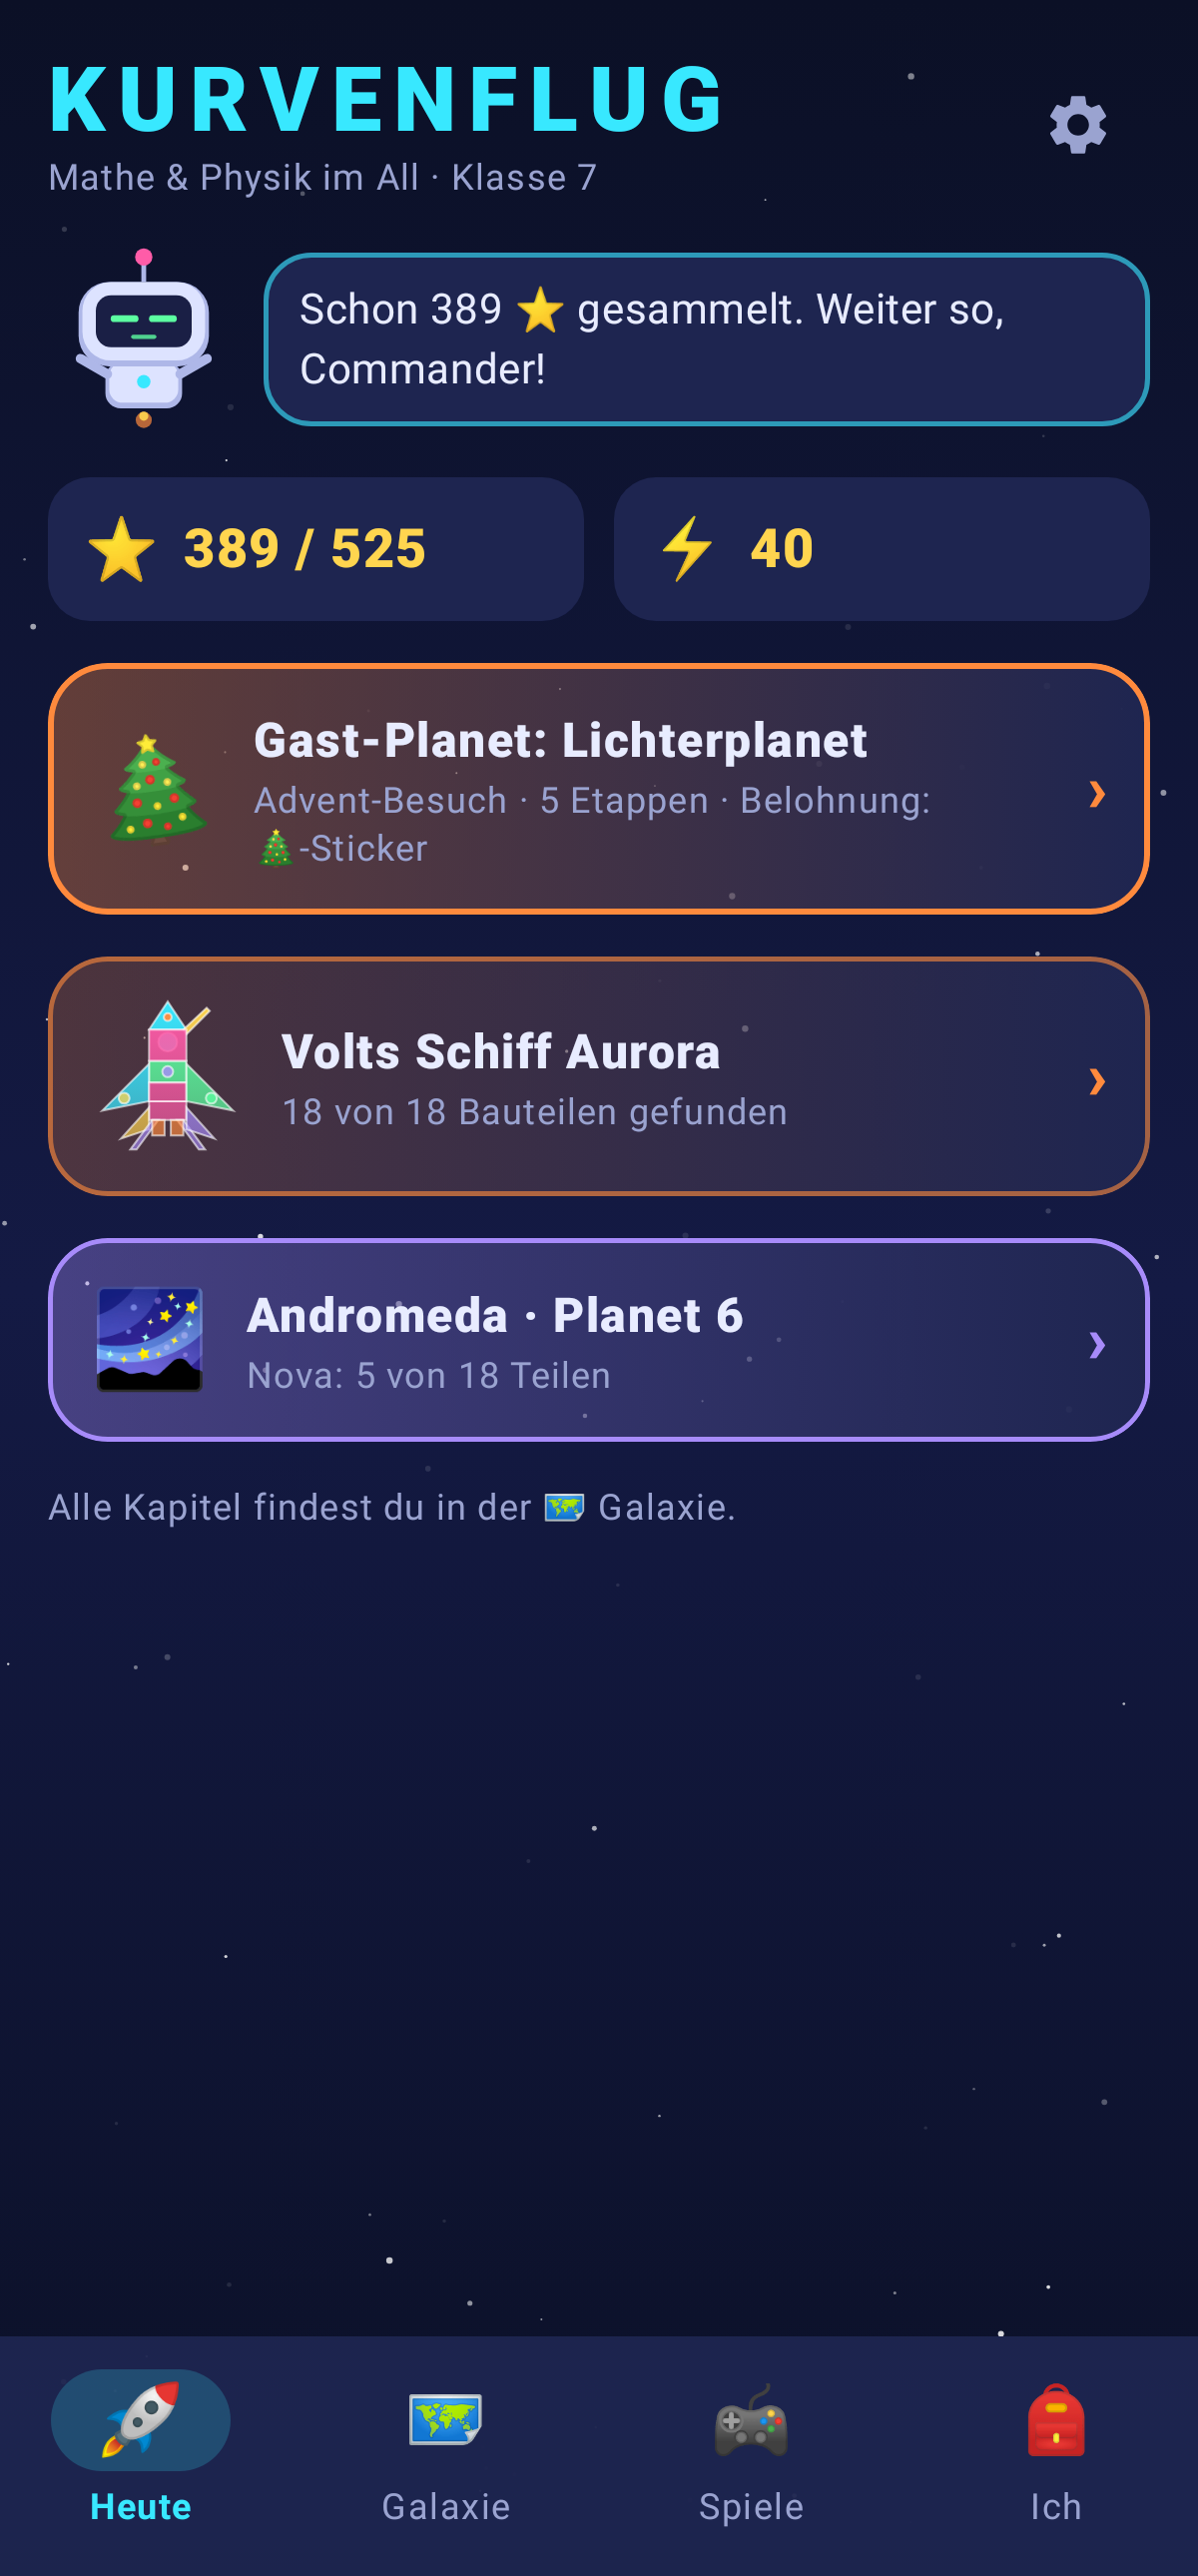 KURVENFLUG
Mathe & Physik im All · Klasse 7
Schon 389 ⭐ gesammelt. Weiter so,
Commander!
⭐ 389 / 525
⚡ 40
Gast-Planet: Lichterplanet
Advent-Besuch · 5 Etappen · Belohnung:
🎄-Sticker
›
Volts Schiff Aurora
18 von 18 Bauteilen gefunden
›
Andromeda · Planet 6
Nova: 5 von 18 Teilen
›
Alle Kapitel findest du in der 🗺️ Galaxie.
Heute
Galaxie
Spiele
Ich